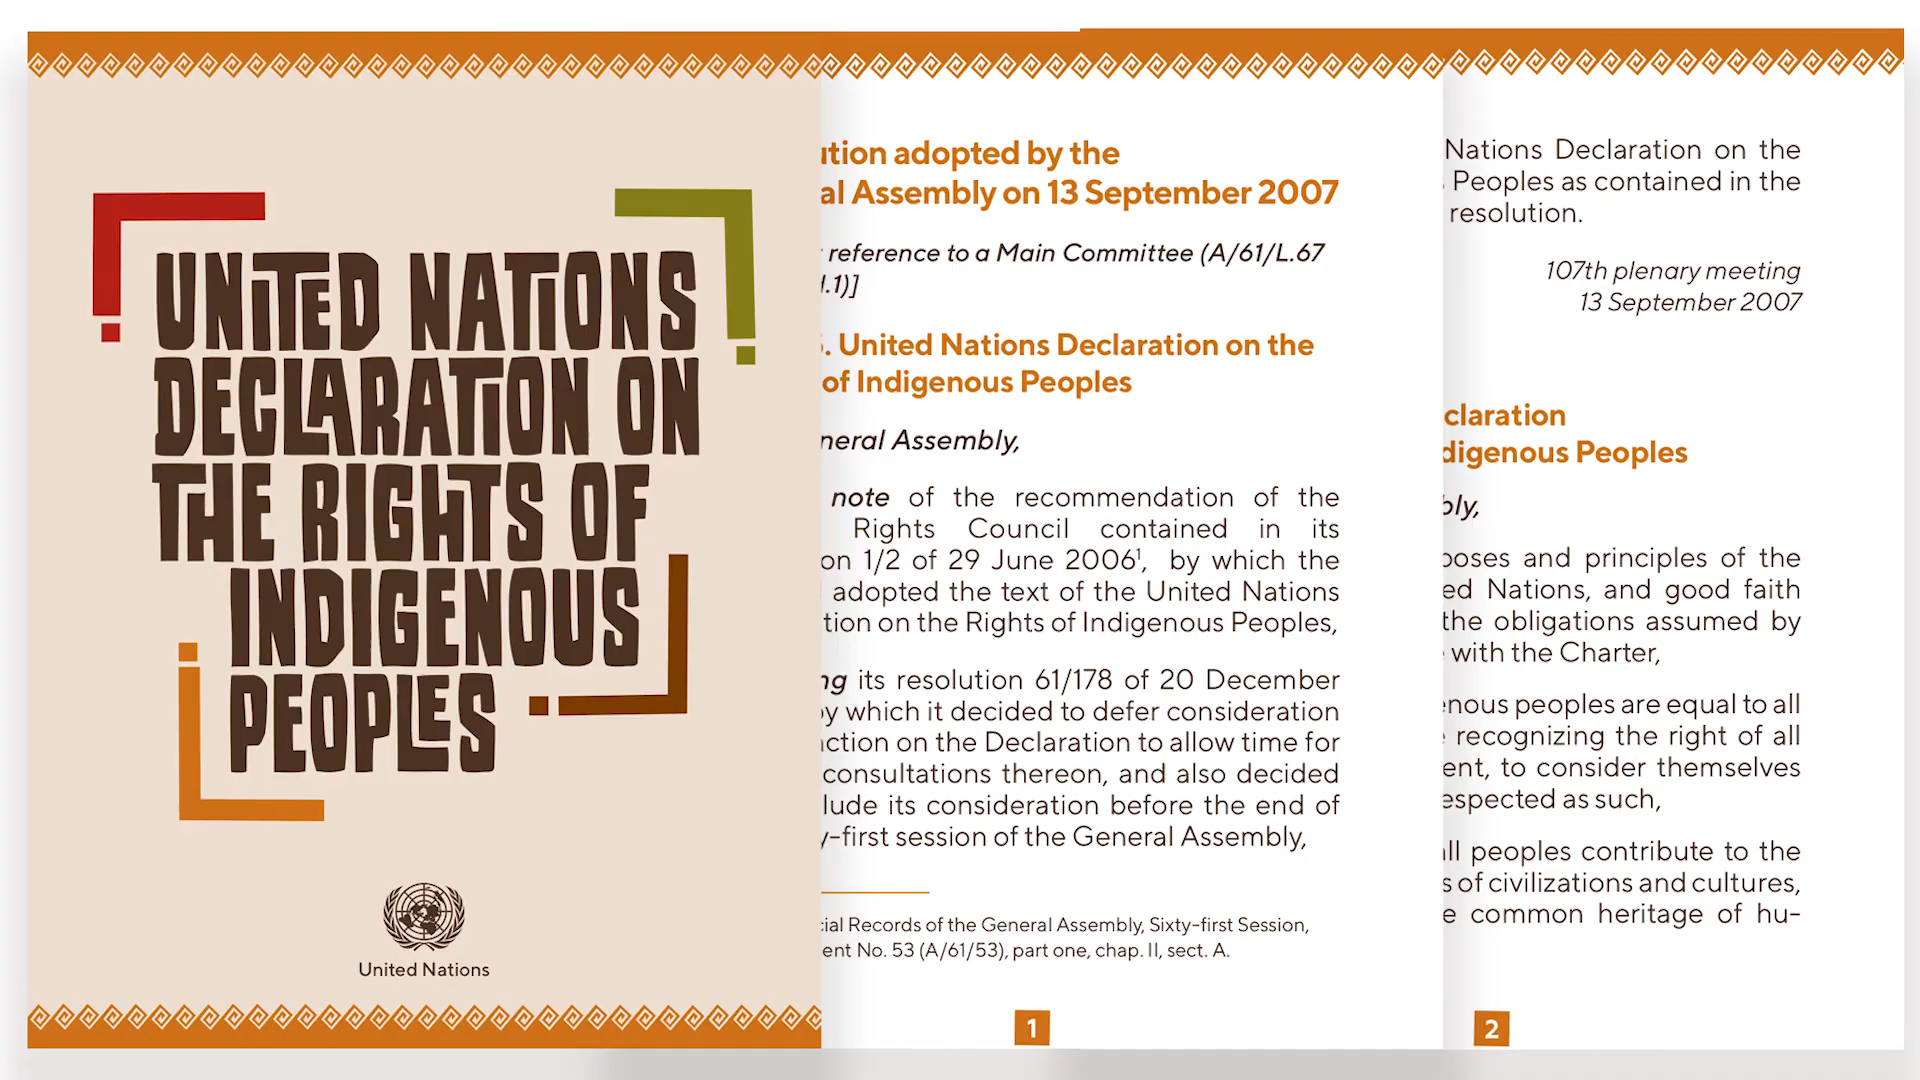 UNITED NATIONS
DECLARATION ON
THE RIGHTS OF
INDIGENOUS
PEOPLES
United Nations
adopted by the
Assembly on 13 September 2007
reference to a Main Committee (A/61/L.67
.1)]
. United Nations Declaration on the
of Indigenous Peoples
Assembly,
note of the recommendation of the
Rights Council contained in its
on 1/2 of 29 June 2006¹, by which the
adopted the text of the United Nations
tion on the Rights of Indigenous Peoples,
ng its resolution 61/178 of 20 December
by which it decided to defer consideration
action on the Declaration to allow time for
consultations thereon, and also decided
lude its consideration before the end of
y-first session of the General Assembly,
cial Records of the General Assembly, Sixty-first Session,
ent No. 53 (A/61/53), part one, chap. II, sect. A.
1
Nations Declaration on the
Peoples as contained in the
resolution.
107th plenary meeting
13 September 2007
claration
digenous Peoples
bly,
poses and principles of the
ed Nations, and good faith
the obligations assumed by
with the Charter,
enous peoples are equal to all
recognizing the right of all
ent, to consider themselves
espected as such,
all peoples contribute to the
s of civilizations and cultures,
e common heritage of hu-
2